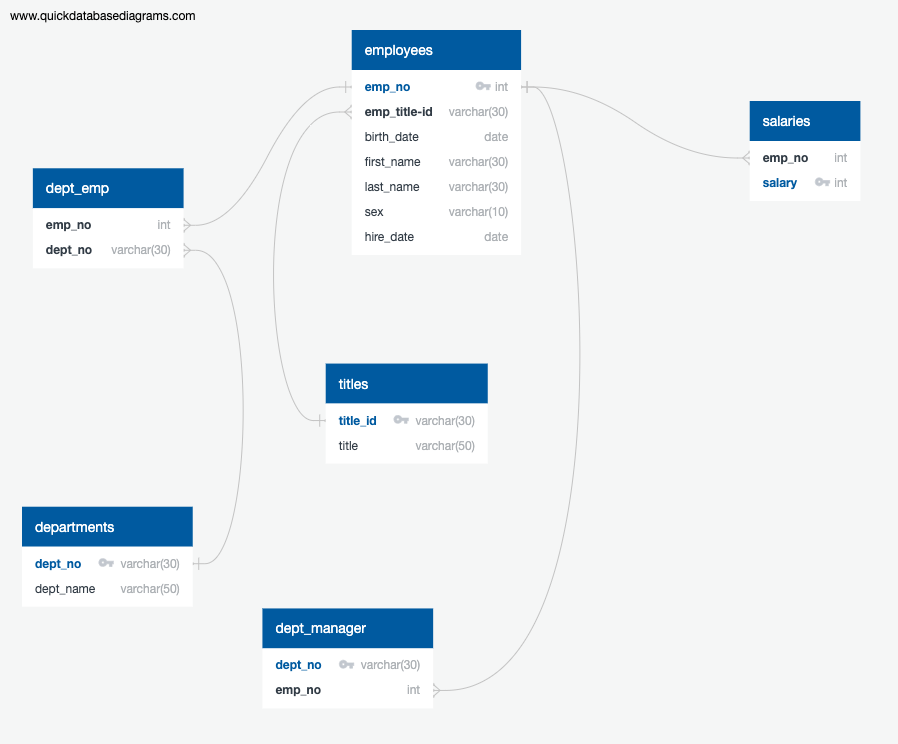 www.quickdatabasediagrams.com
employees
emp_no int
emp_title-id varchar(30)
birth_date date
first_name varchar(30)
last_name varchar(30)
sex varchar(10)
hire_date date
salaries
emp_no int
salary int
dept_emp
emp_no int
dept_no varchar(30)
titles
title_id varchar(30)
title varchar(50)
departments
dept_no varchar(30)
dept_name varchar(50)
dept_manager
dept_no varchar(30)
emp_no int